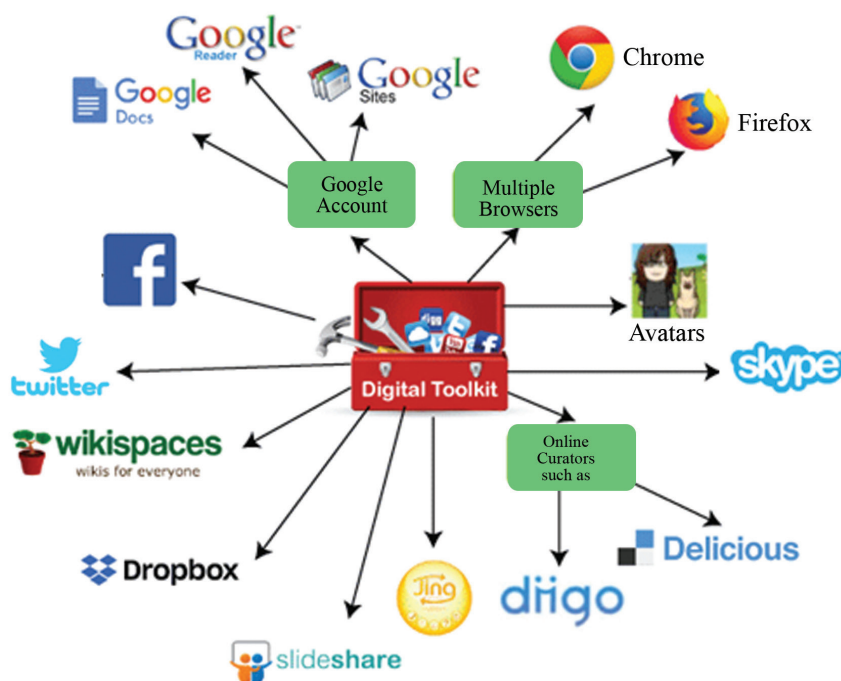 Google
Reader
Google
Sites
Google
Docs
Chrome
Firefox
Google
Account
Multiple
Browsers
f
Avatars
digg
t
f
Digital Toolkit
twitter
skype
wikispaces
wikis for everyone
Online
Curators
such as
Dropbox
Jing
diigo
Delicious
slideshare